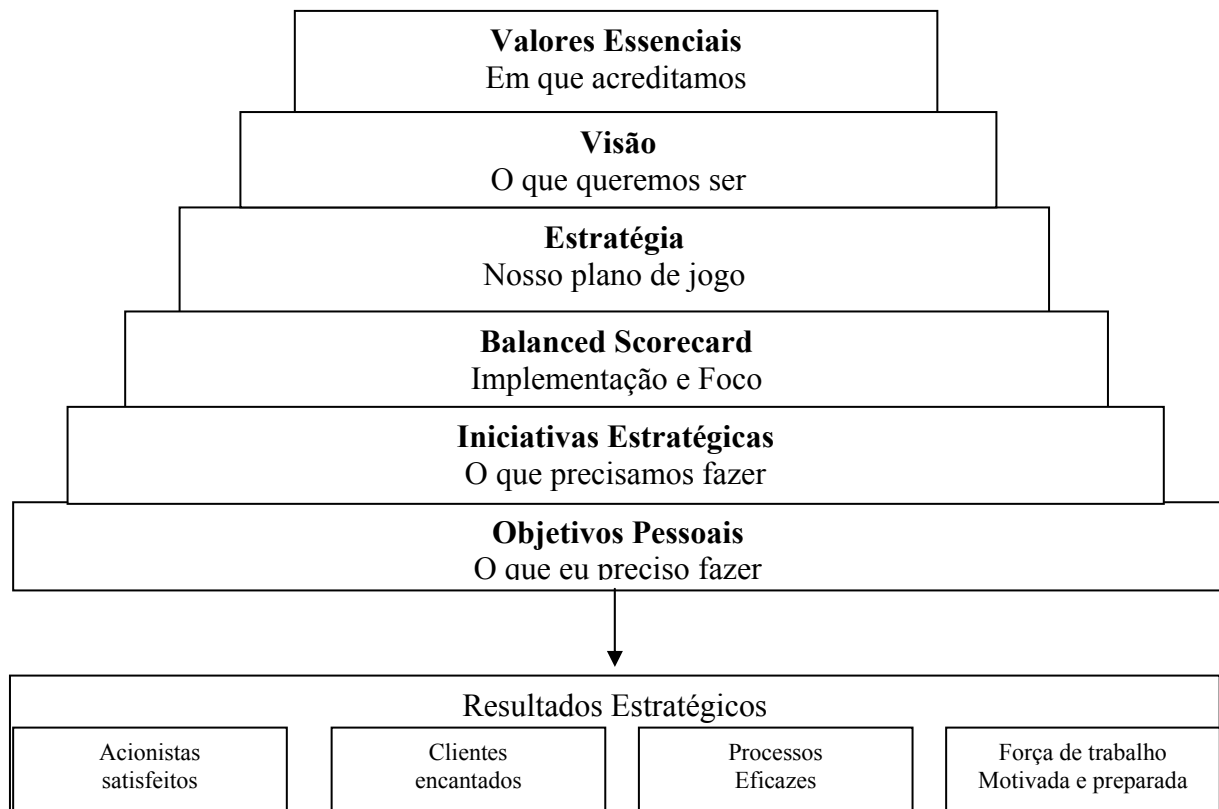 Valores Essenciais
Em que acreditamos
Visão
O que queremos ser
Estratégia
Nosso plano de jogo
Balanced Scorecard
Implementação e Foco
Iniciativas Estratégicas
O que precisamos fazer
Objetivos Pessoais
O que eu preciso fazer
Resultados Estratégicos
Acionistas
satisfeitos
Clientes
encantados
Processos
Eficazes
Força de trabalho
Motivada e preparada